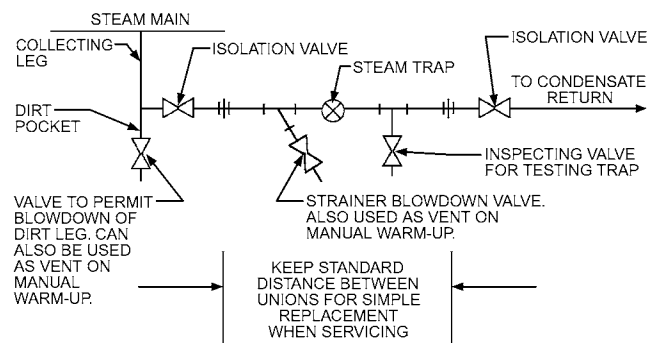 STEAM MAIN
COLLECTING
LEG
ISOLATION VALVE
STEAM TRAP
ISOLATION VALVE
TO CONDENSATE
RETURN
DIRT
POCKET
INSPECTING VALVE
FOR TESTING TRAP
VALVE TO PERMIT
BLOWDOWN OF
DIRT LEG. CAN
ALSO BE USED
AS VENT ON
MANUAL
WARM-UP.
STRAINER BLOWDOWN VALVE.
ALSO USED AS VENT ON
MANUAL WARM-UP.
KEEP STANDARD
DISTANCE BETWEEN
UNIONS FOR SIMPLE
REPLACEMENT
WHEN SERVICING